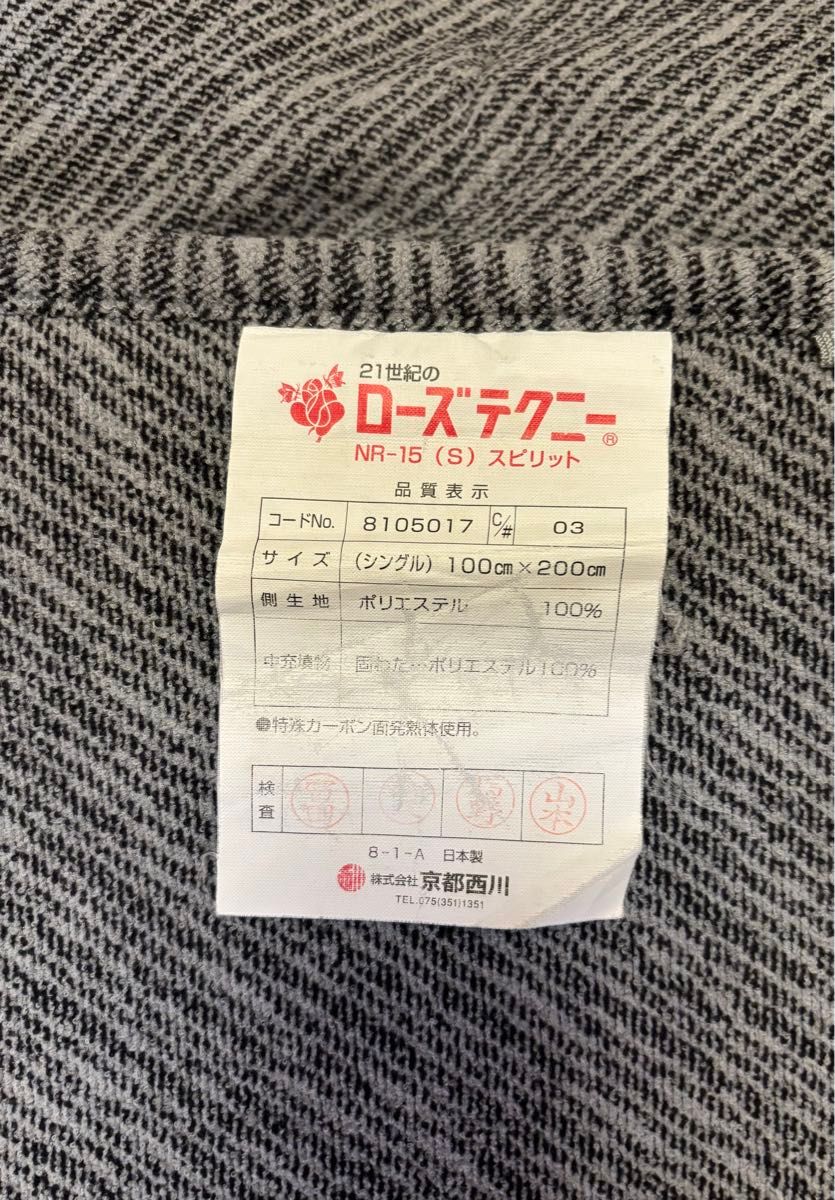 21世紀の
ローズテクニー®
NR-15（S）スピリット
品質表示
コードNo. 8105017 C/# 03
サイズ （シングル）100cm×200cm
側生地 ポリエステル 100%
中充填物 固わた…ポリエステル100%
●特殊カーボン面発熱体使用。
検査 山本
8-1-A 日本製
株式会社 京都西川
TEL.075(351)1351